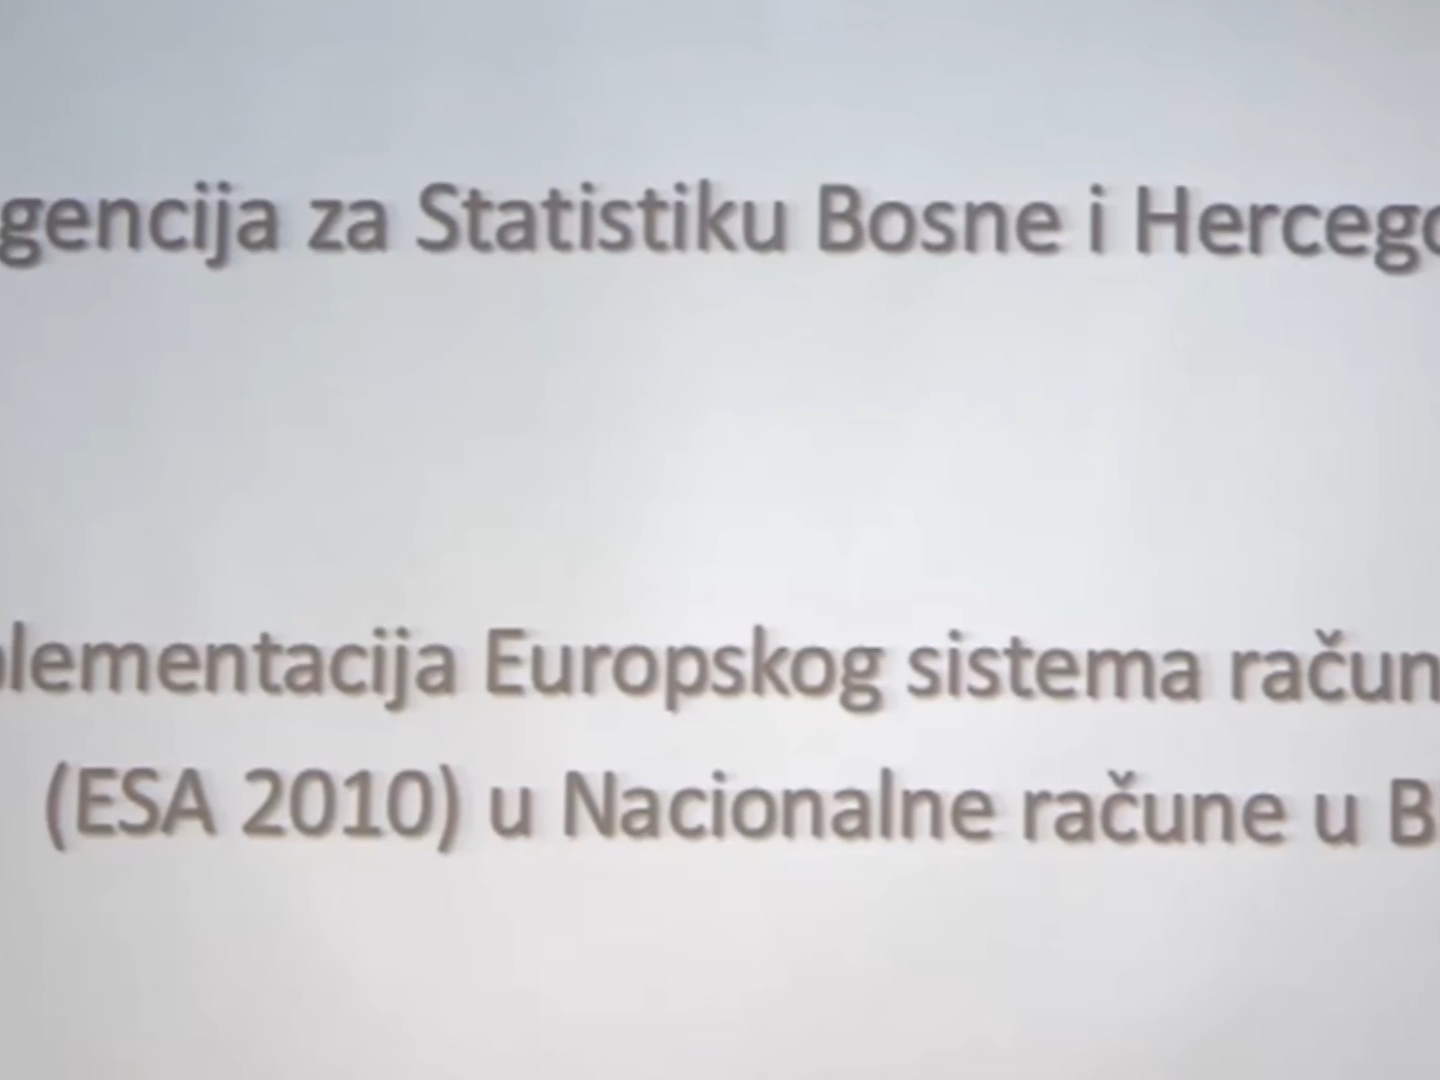 gencija za Statistiku Bosne i Hercego
plementacija Europskog sistema račun
(ESA 2010) u Nacionalne račune u B